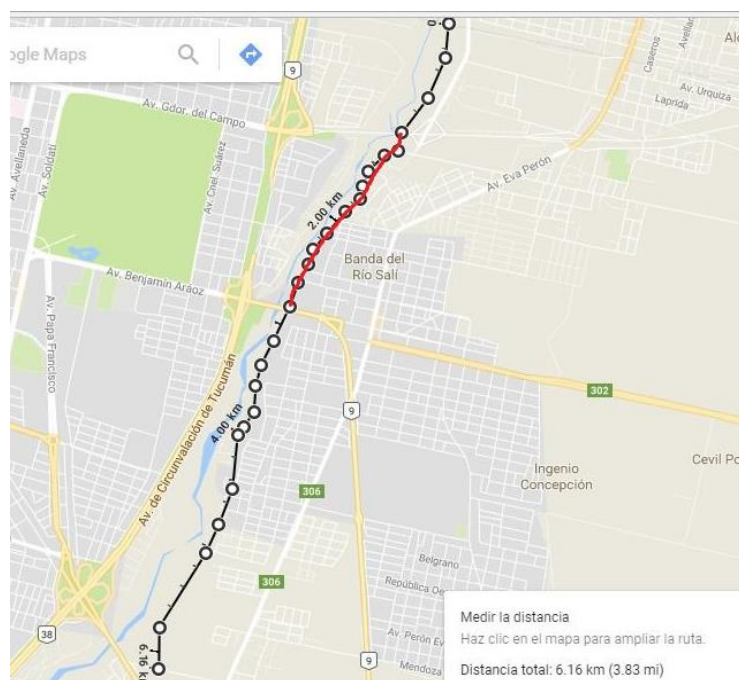 ogle Maps
9
0
Av. Gdor. del Campo
Av. Avellaneda
Av. Soldati
Av. Cnel. Suárez
Caseros
Avellan
Av. Urquiza
Laprida
Av. Eva Perón
2.00 km
Banda del
Río Salí
Av. Benjamín Aráoz
Av. Papa Francisco
Av. de Circunvalación de Tucumán
302
9
4.00 km
Cevil Po
Ingenio
Concepción
306
Belgrano
306
República Oe
38
6.16 km
Av. Perón Ev
9
Mendoza
Medir la distancia
Haz clic en el mapa para ampliar la ruta.
Distancia total: 6.16 km (3.83 mi)